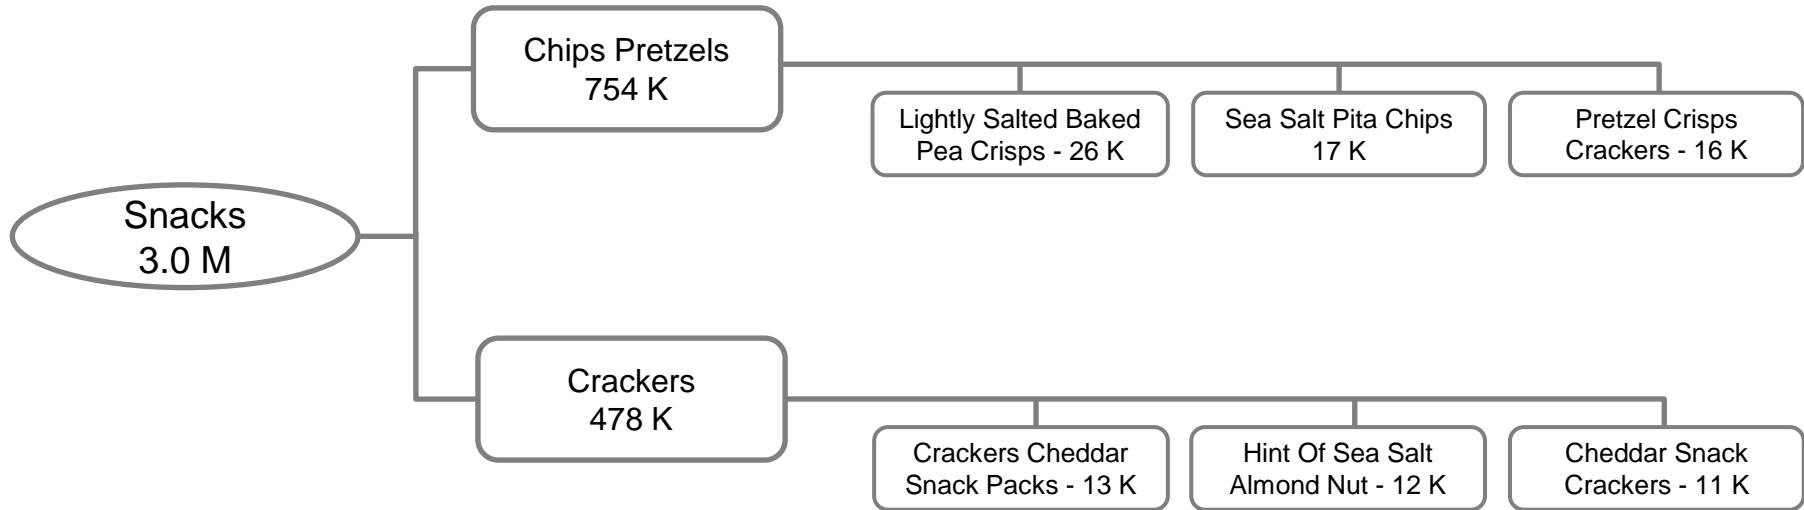 Chips Pretzels
754 K
Lightly Salted Baked
Pea Crisps - 26 K
Sea Salt Pita Chips
17 K
Pretzel Crisps
Crackers - 16 K
Snacks
3.0 M
Crackers
478 K
Crackers Cheddar
Snack Packs - 13 K
Hint Of Sea Salt
Almond Nut - 12 K
Cheddar Snack
Crackers - 11 K